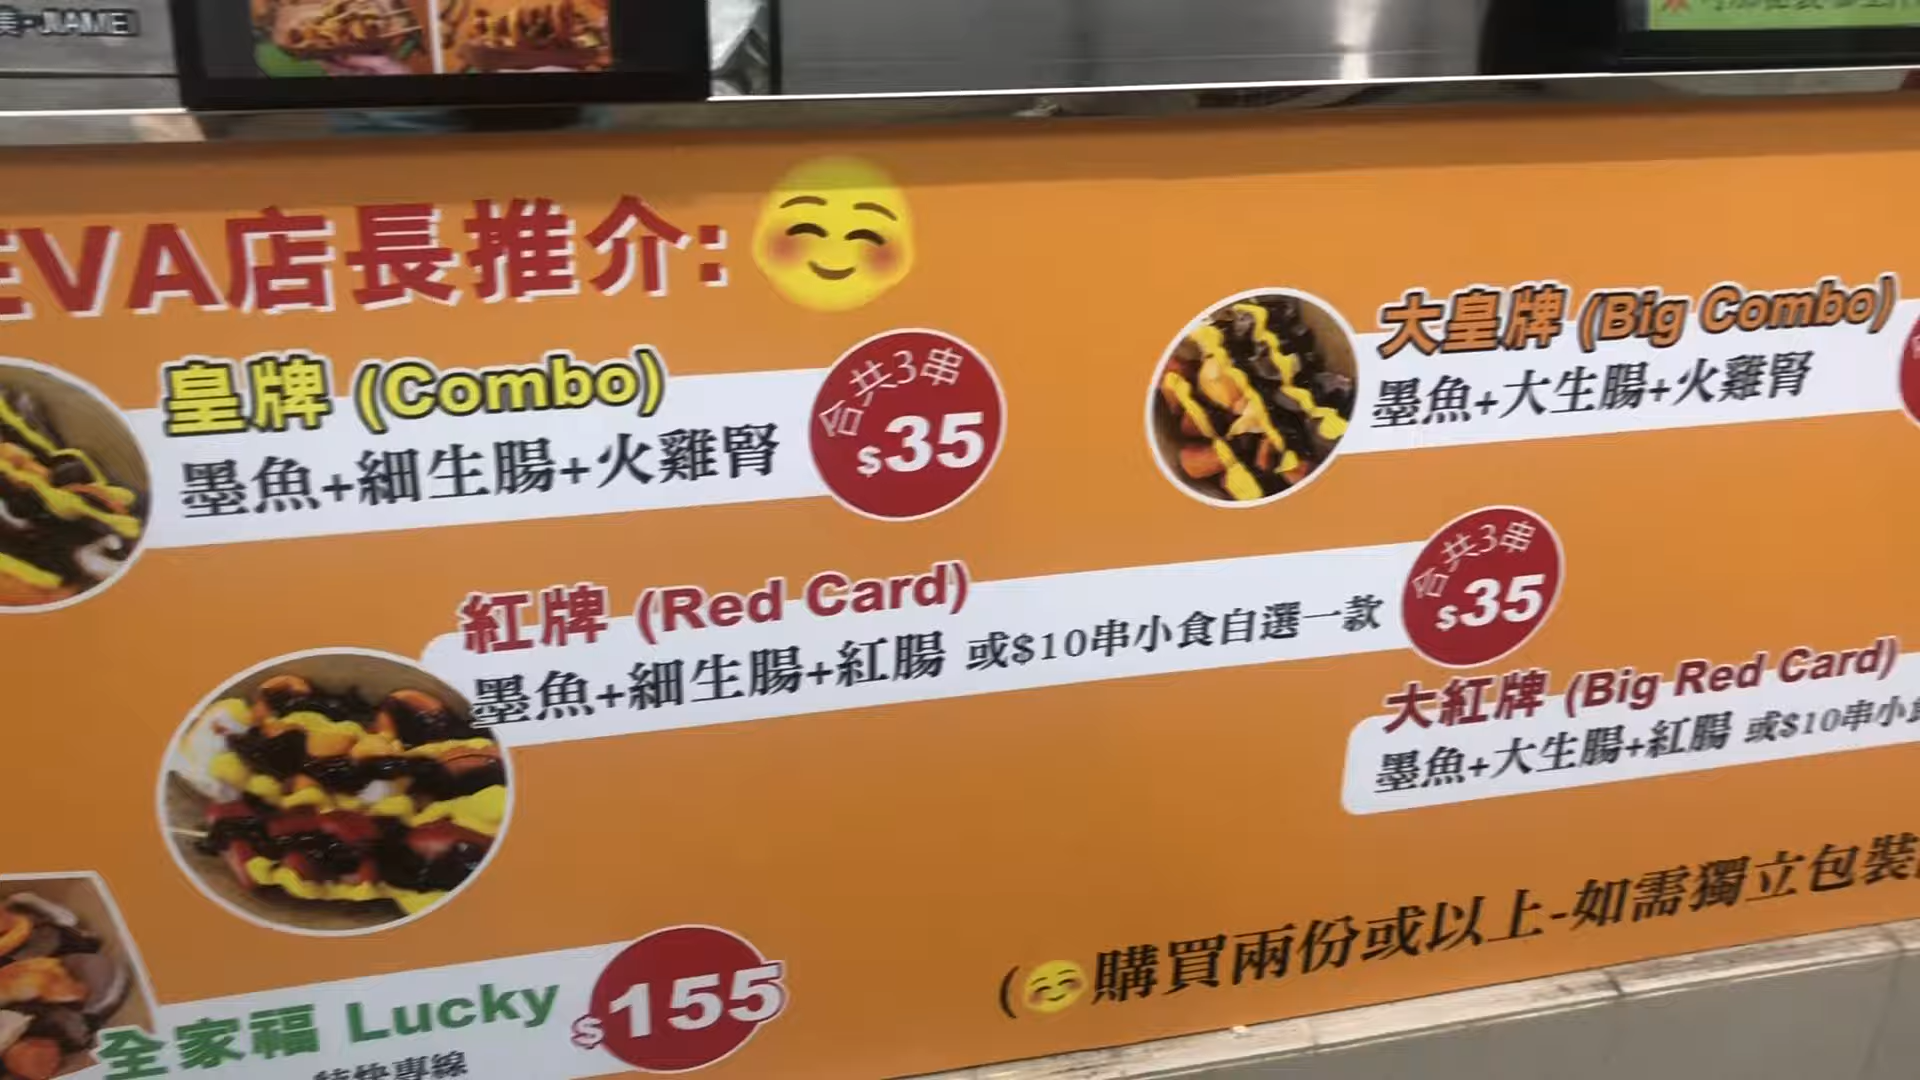 JIAMEI
EVA店長推介:
皇牌 (Combo)
墨魚+細生腸+火雞腎
合共3串
$35
大皇牌 (Big Combo)
墨魚+大生腸+火雞腎
紅牌 (Red Card)
墨魚+細生腸+紅腸 或$10串小食自選一款
合共3串
$35
大紅牌 (Big Red Card)
墨魚+大生腸+紅腸 或$10串小
全家福 Lucky
$155
專線
(購買兩份或以上-如需獨立包裝